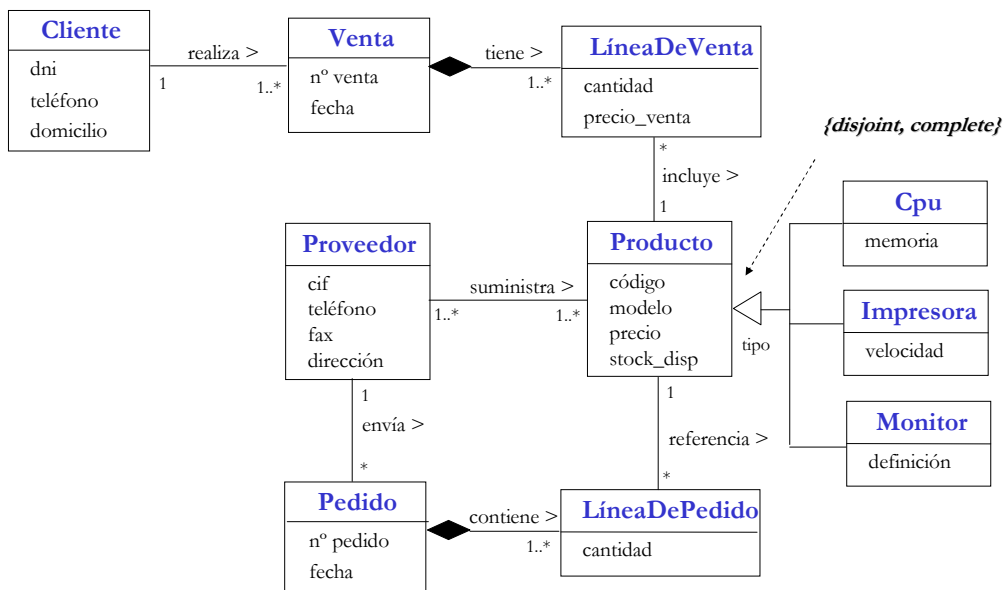 Cliente
dni
teléfono
domicilio
realiza >
1
1..*
Venta
nº venta
fecha
tiene >
1..*
LíneaDeVenta
cantidad
precio_venta
{disjoint, complete}
*
incluye >
1
Proveedor
cif
teléfono
fax
dirección
suministra >
1..*
1..*
Producto
código
modelo
precio
stock_disp
tipo
Cpu
memoria
Impresora
velocidad
Monitor
definición
1
envía >
*
1
referencia >
*
Pedido
nº pedido
fecha
contiene >
1..*
LíneaDePedido
cantidad